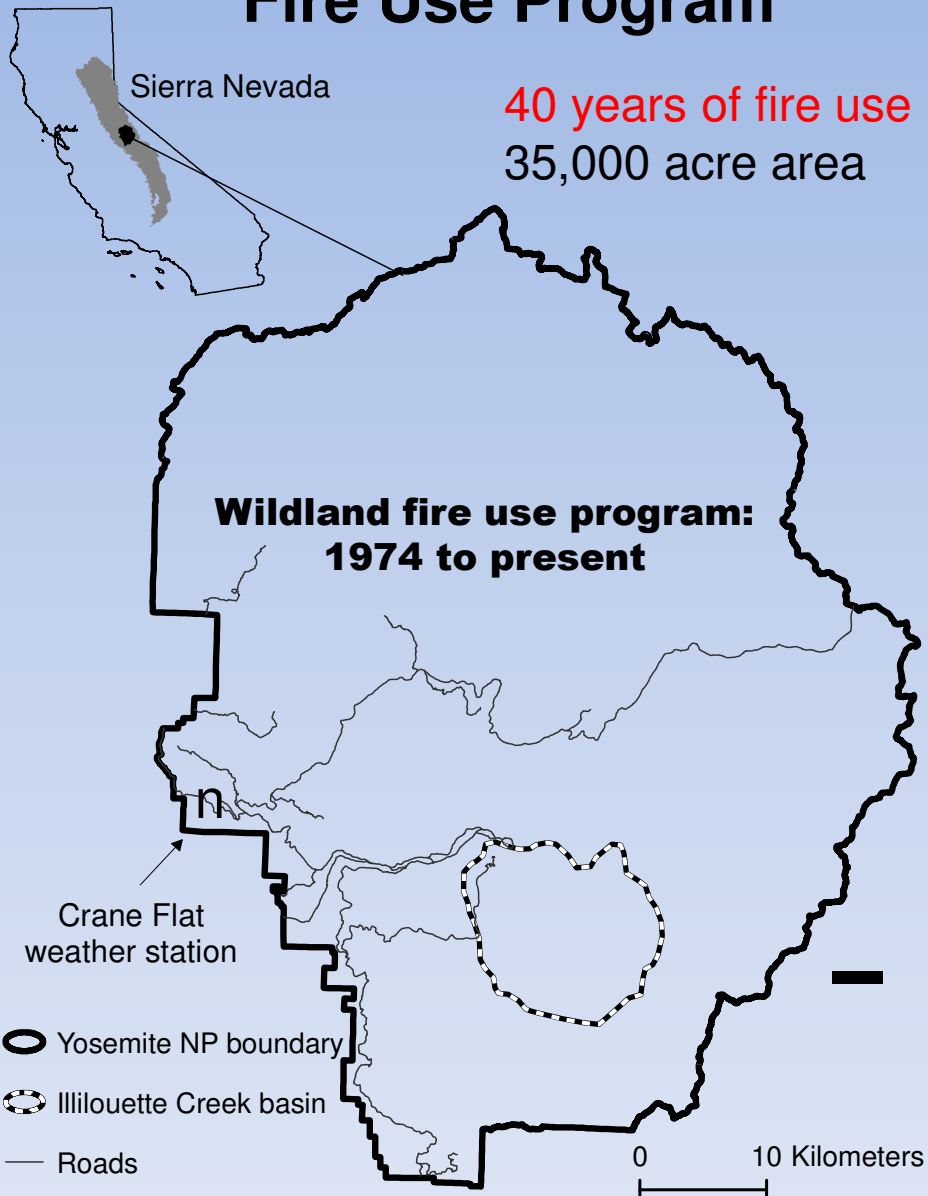 Fire Use Program
Sierra Nevada
40 years of fire use
35,000 acre area
Wildland fire use program:
1974 to present
n
Crane Flat
weather station
Yosemite NP boundary
Illilouette Creek basin
Roads
0 10 Kilometers